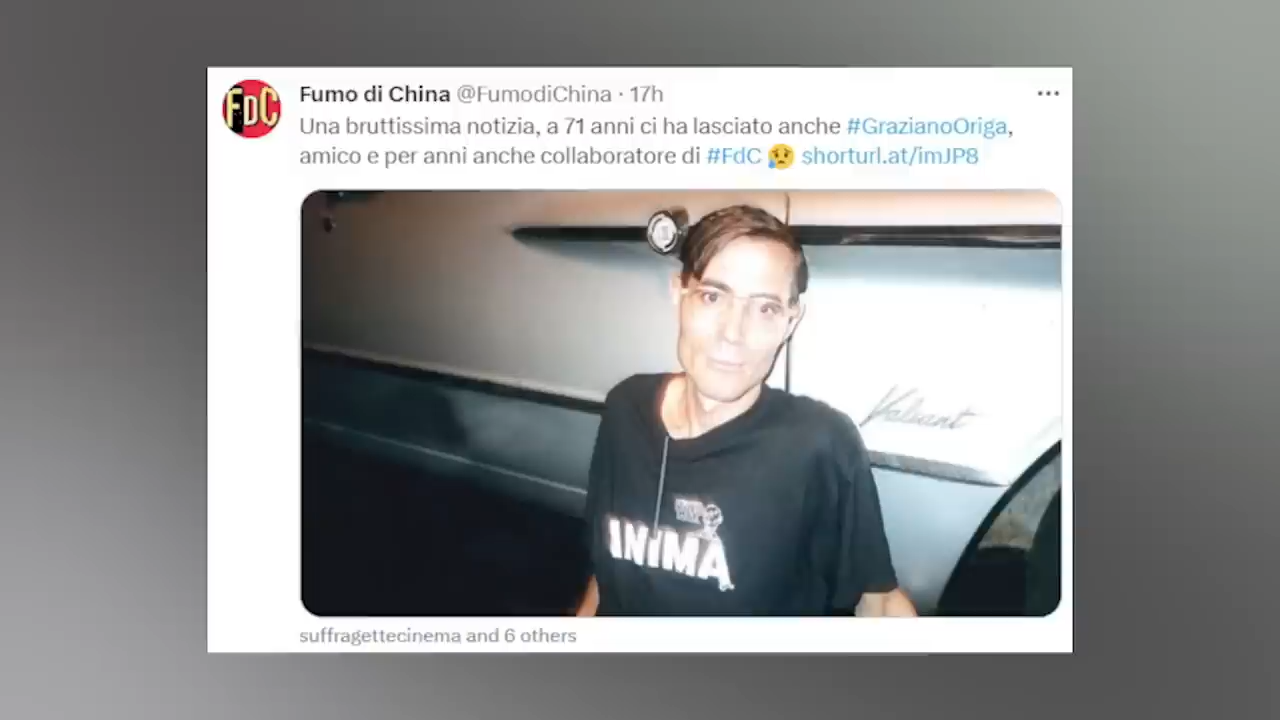 FDC
Fumo di China @FumodiChina · 17h
Una bruttissima notizia, a 71 anni ci ha lasciato anche #GrazianoOriga,
amico e per anni anche collaboratore di #FdC 😥 shorturl.at/imJP8
Valiant
ANIMA
suffragettecinema and 6 others